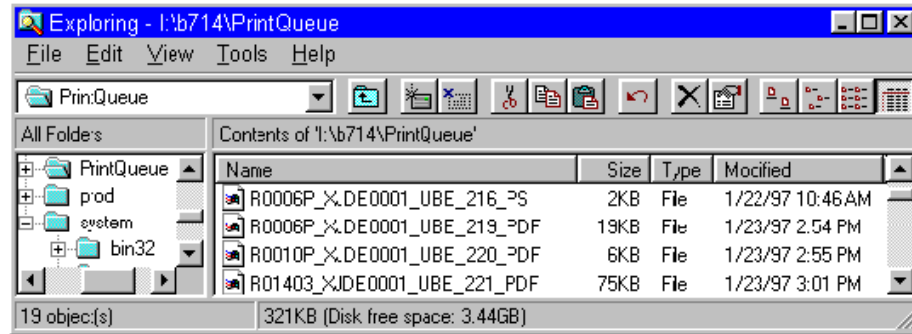 Exploring - I:\b714\PrintQueue
File Edit View Tools Help
PrintQueue
All Folders Contents of 'I:\b714\PrintQueue'
PrintQueue Name Size Type Modified
prod R0006P_XJDE0001_UBE_216_PS 2KB File 1/22/97 10:46 AM
system R0006P_XJDE0001_UBE_219_PDF 19KB File 1/23/97 2:54 PM
bin32 R0010P_XJDE0001_UBE_220_PDF 6KB File 1/23/97 2:55 PM
R01403_XJDE0001_UBE_221_PDF 75KB File 1/23/97 3:01 PM
19 object(s) 321KB (Disk free space: 3.44GB)